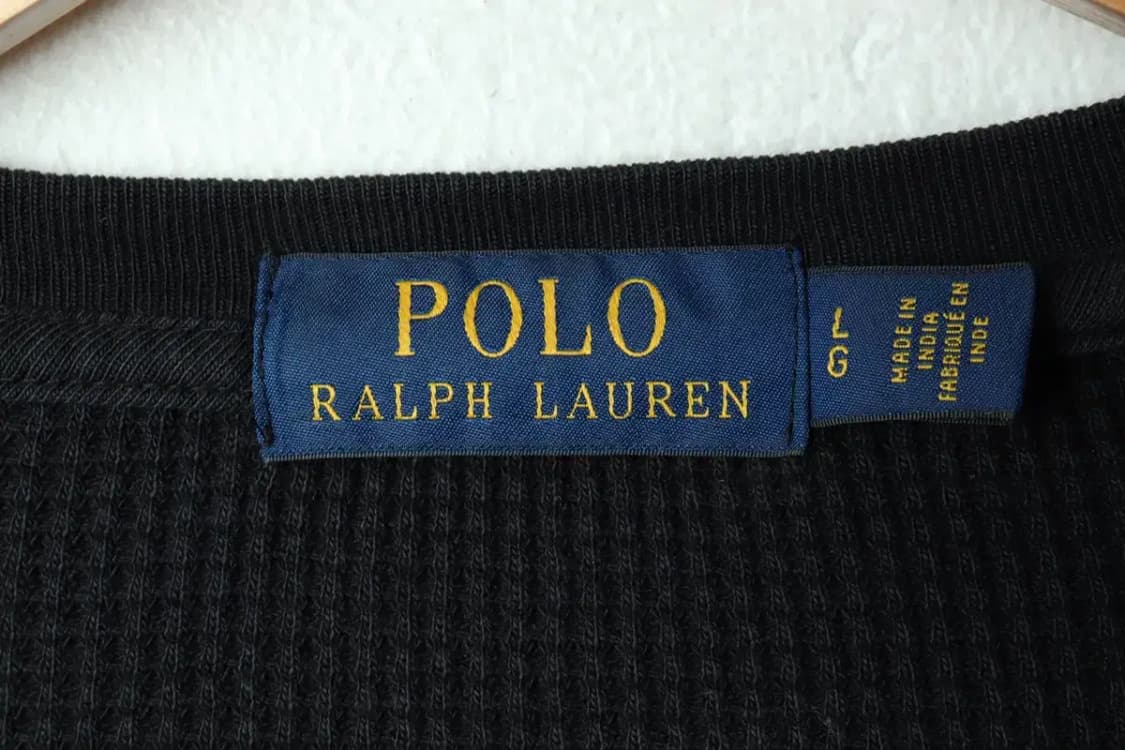 POLO
RALPH LAUREN
L
G
MADE IN
INDIA
FABRIQUÉ EN
INDE